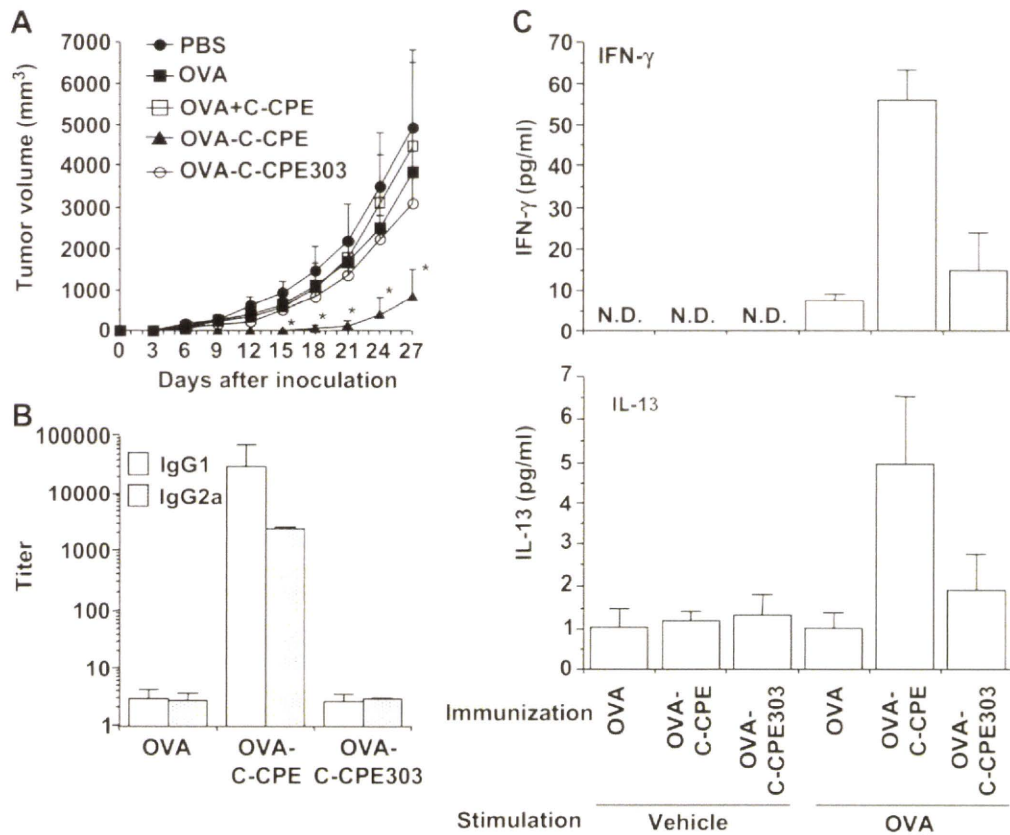 A
7000
6000
5000
4000
3000
2000
1000
0
Tumor volume (mm³)
PBS
OVA
OVA+C-CPE
OVA-C-CPE
OVA-C-CPE303
* * * * *
0 3 6 9 12 15 18 21 24 27
Days after inoculation
B
100000
10000
1000
100
10
1
Titer
IgG1
IgG2a
OVA
OVA-
C-CPE
OVA-
C-CPE303
C
70
60
50
40
30
20
10
0
IFN-γ (pg/ml)
IFN-γ
N.D. N.D. N.D.
7
6
5
4
3
2
1
0
IL-13 (pg/ml)
IL-13
Immunization
OVA
OVA-
C-CPE
OVA-
C-CPE303
OVA
OVA-
C-CPE
OVA-
C-CPE303
Stimulation Vehicle OVA